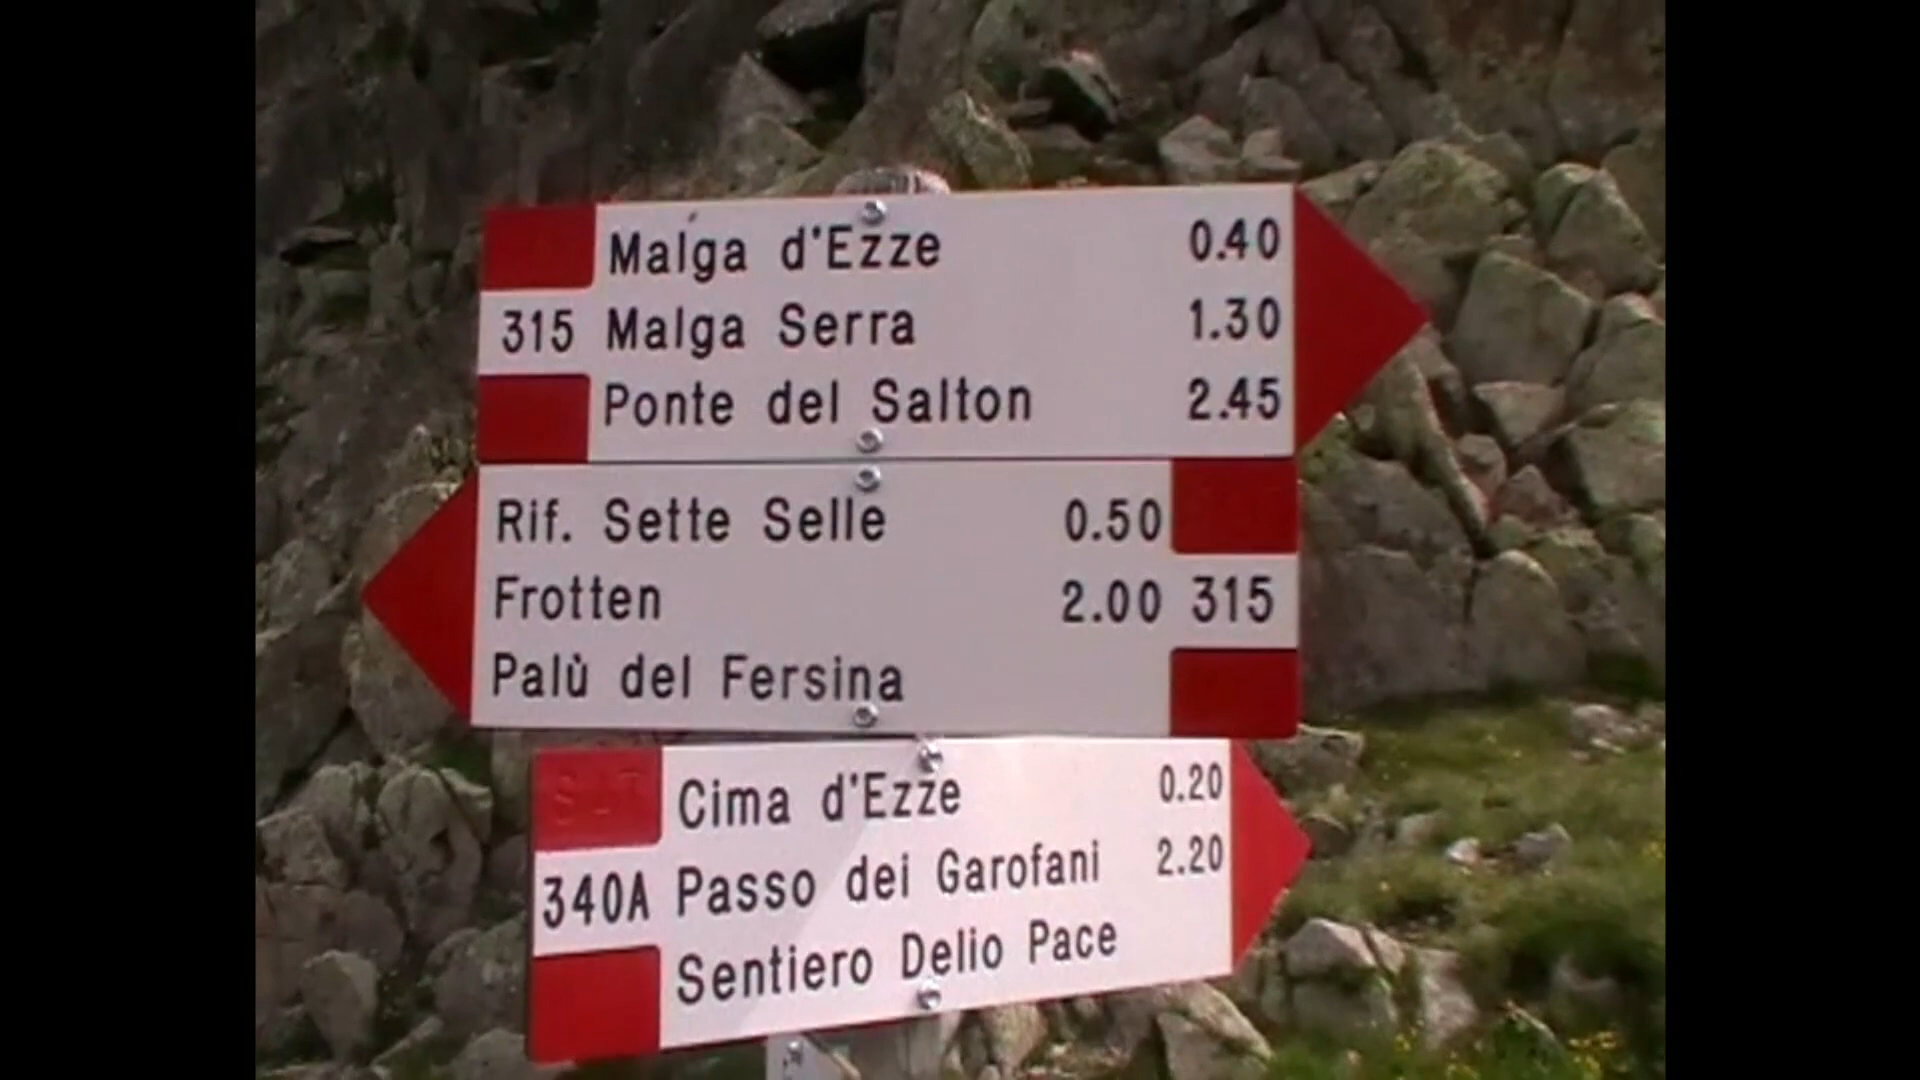 Malga d'Ezze 0.40
315 Malga Serra 1.30
Ponte del Salton 2.45
Rif. Sette Selle 0.50
Frotten 2.00 315
Palù del Fersina
SAT Cima d'Ezze 0.20
340A Passo dei Garofani 2.20
Sentiero Delio Pace